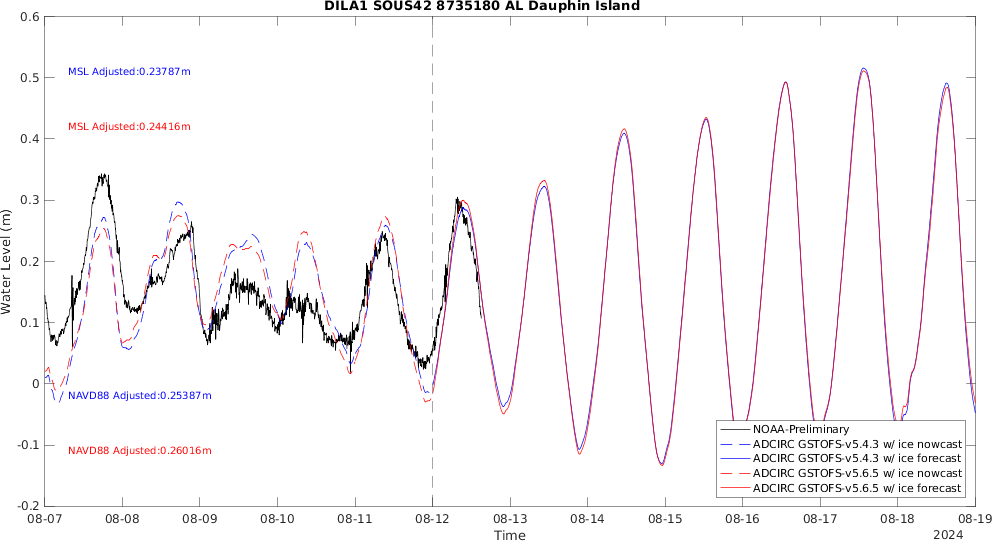 DILA1 SOUS42 8735180 AL Dauphin Island
Water Level (m)
0.6
0.5
0.4
0.3
0.2
0.1
0
-0.1
-0.2
MSL Adjusted:0.23787m
MSL Adjusted:0.24416m
NAVD88 Adjusted:0.25387m
NAVD88 Adjusted:0.26016m
NOAA-Preliminary
ADCIRC GSTOFS-v5.4.3 w/ ice nowcast
ADCIRC GSTOFS-v5.4.3 w/ ice forecast
ADCIRC GSTOFS-v5.6.5 w/ ice nowcast
ADCIRC GSTOFS-v5.6.5 w/ ice forecast
08-07 08-08 08-09 08-10 08-11 08-12 08-13 08-14 08-15 08-16 08-17 08-18 08-19
Time
2024